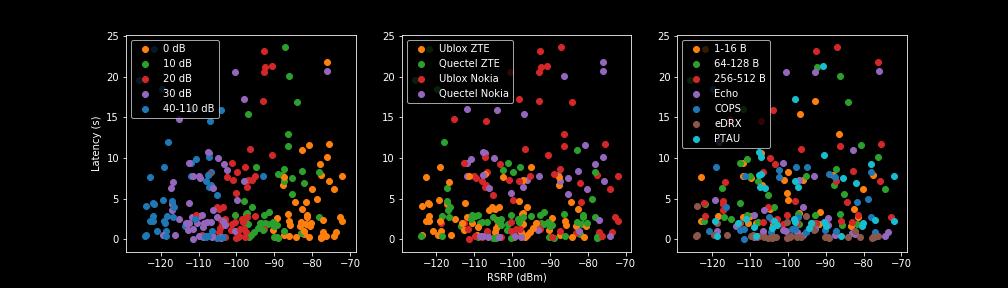 25
20
15
10
5
0
Latency (s)
0 dB
10 dB
20 dB
30 dB
40-110 dB
−120 −110 −100 −90 −80 −70
25
20
15
10
5
0
Ublox ZTE
Quectel ZTE
Ublox Nokia
Quectel Nokia
−120 −110 −100 −90 −80 −70
RSRP (dBm)
25
20
15
10
5
0
1-16 B
64-128 B
256-512 B
Echo
COPS
eDRX
PTAU
−120 −110 −100 −90 −80 −70